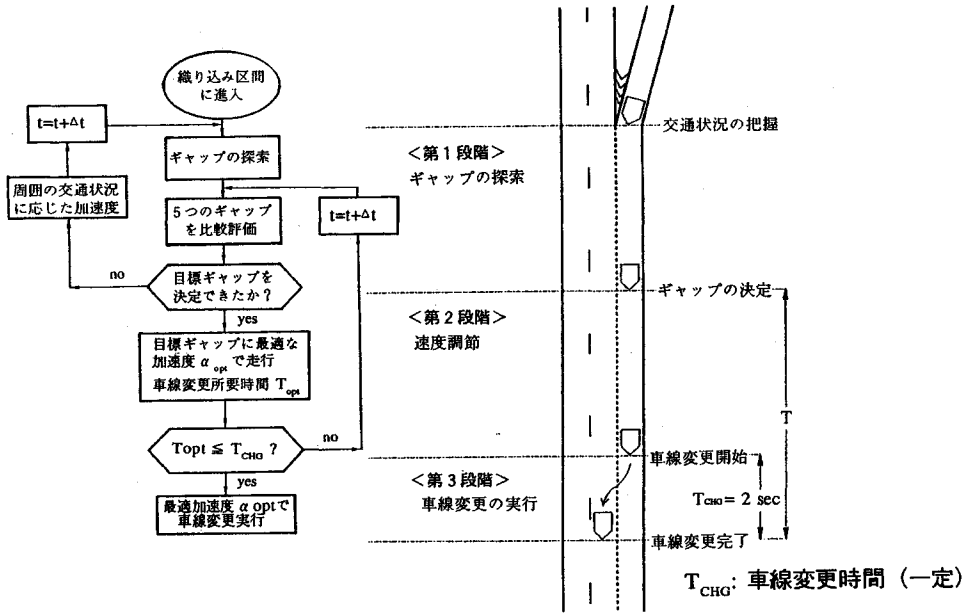 織り込み区間
に進入
t=t+Δt
ギャップの探索
周囲の交通状況
に応じた加速度
5つのギャップ
を比較評価
t=t+Δt
no
目標ギャップを
決定できたか?
yes
目標ギャップに最適な
加速度 α opt で走行
車線変更所要時間 Topt
Topt ≦ TCHG ?
no
yes
最適加速度 α optで
車線変更実行
<第1段階>
ギャップの探索
<第2段階>
速度調節
<第3段階>
車線変更の実行
交通状況の把握
ギャップの決定
T
車線変更開始
TCHG = 2 sec
車線変更完了
TCHG: 車線変更時間 (一定)